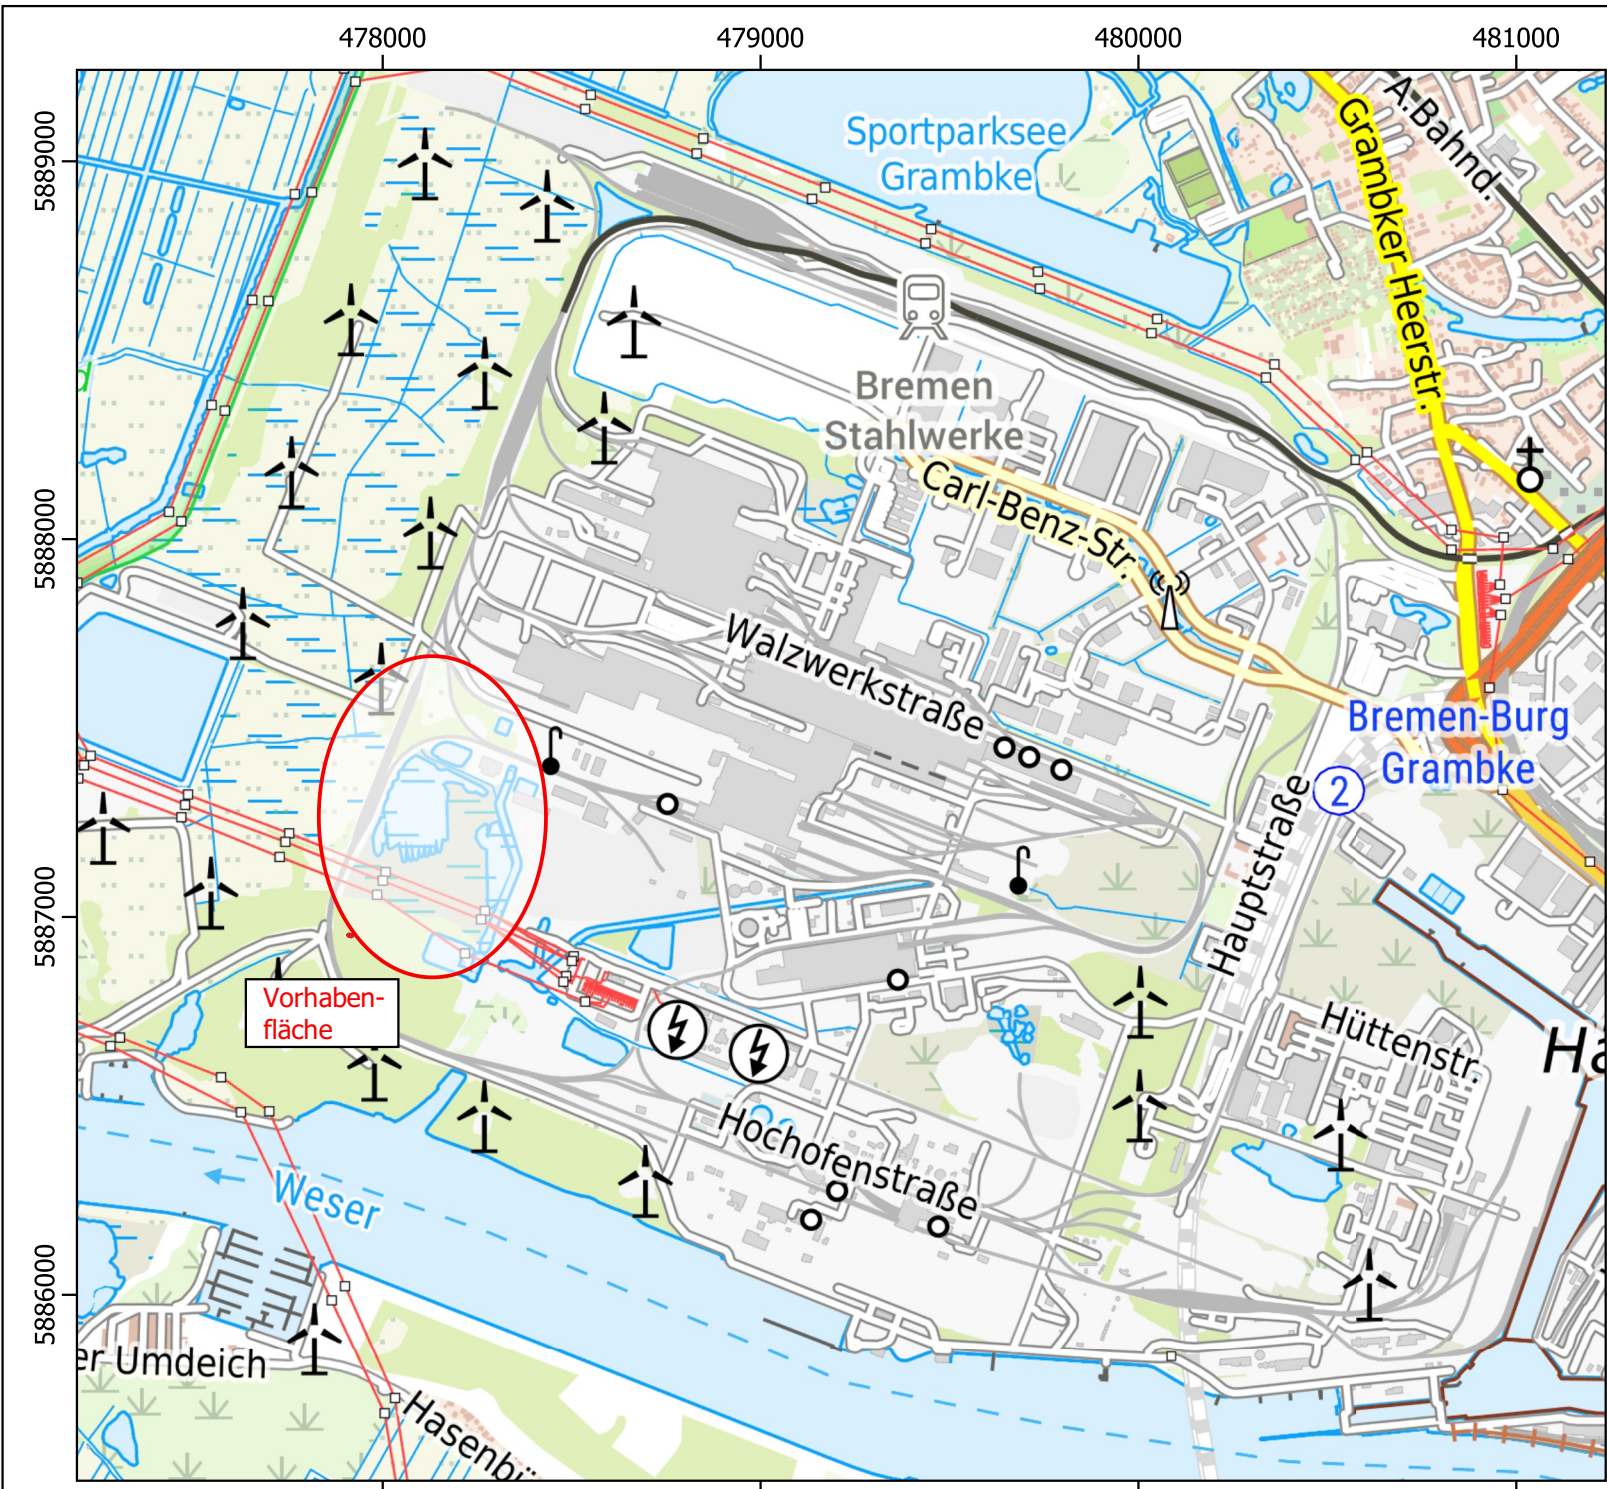 478000
479000
480000
481000
5889000
5888000
5887000
5886000
Sportparksee
Grambke
A.Bahnd.
Grambker Heerstr.
Bremen
Stahlwerke
Carl-Benz-Str.
Walzwerkstraße
Bremen-Burg
Grambke
2
Hauptstraße
Vorhaben-
fläche
Hüttenstr.
Ha
Hochofenstraße
Weser
er Umdeich
Hasenbü